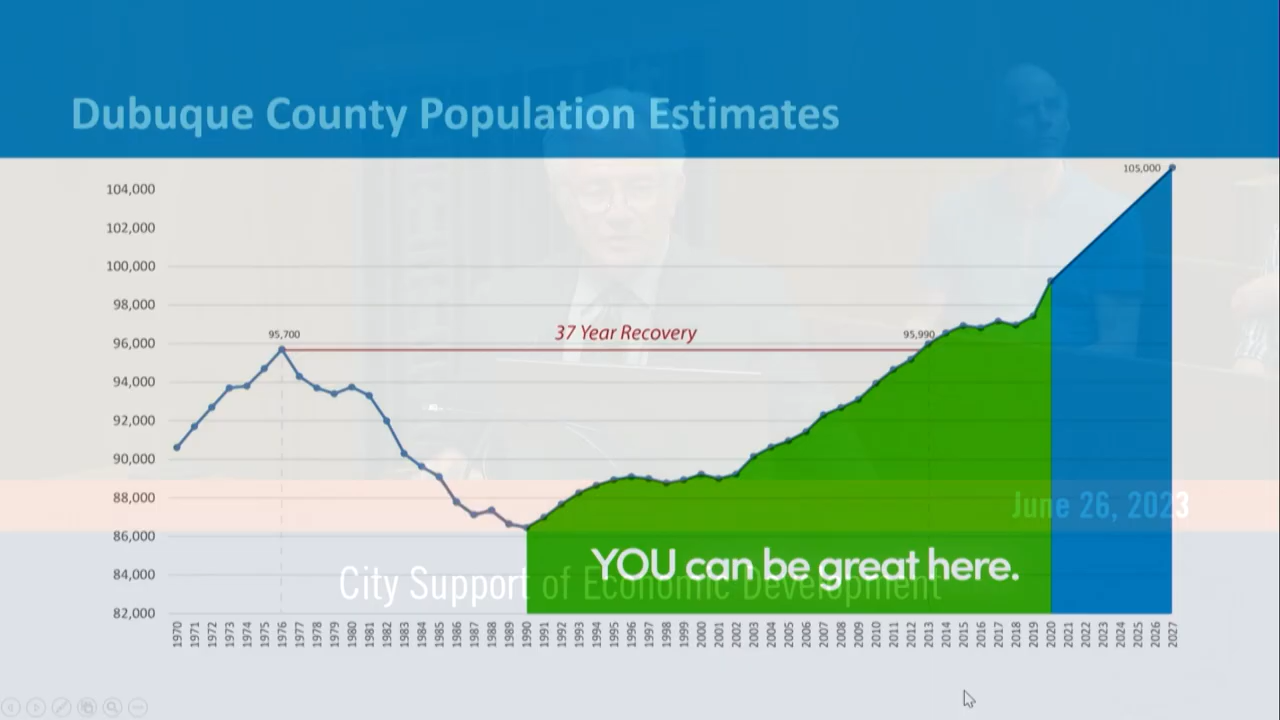 Dubuque County Population Estimates
105,000
104,000
102,000
100,000
98,000
95,700
37 Year Recovery
95,990
96,000
94,000
92,000
90,000
88,000
June 26, 2023
86,000
YOU can be great here.
84,000
City Support of Economic Development
82,000
1970 1971 1972 1973 1974 1975 1976 1977 1978 1979 1980 1981 1982 1983 1984 1985 1986 1987 1988 1989 1990 1991 1992 1993 1994 1995 1996 1997 1998 1999 2000 2001 2002 2003 2004 2005 2006 2007 2008 2009 2010 2011 2012 2013 2014 2015 2016 2017 2018 2019 2020 2021 2022 2023 2024 2025 2026 2027